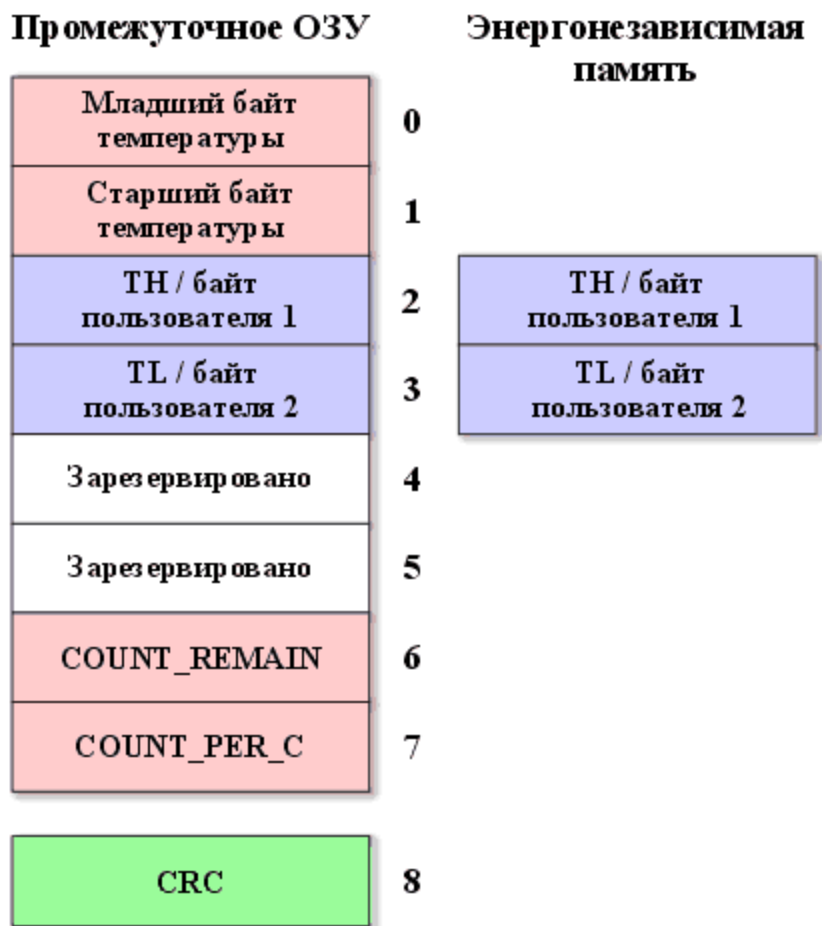 Промежуточное ОЗУ
Энергонезависимая
память
Младший байт
температуры
0
Старший байт
температуры
1
TH / байт
пользователя 1
2
TH / байт
пользователя 1
TL / байт
пользователя 2
3
TL / байт
пользователя 2
Зарезервировано
4
Зарезервировано
5
COUNT_REMAIN
6
COUNT_PER_C
7
CRC
8